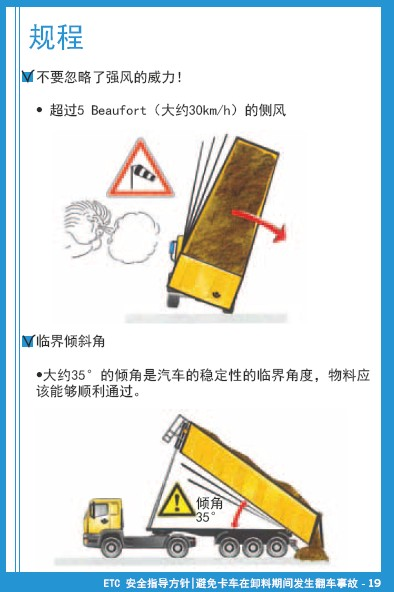 规程
不要忽略了强风的威力！
• 超过5 Beaufort（大约30km/h）的侧风
临界倾斜角
•大约35°的倾角是汽车的稳定性的临界角度，物料应
该能够顺利通过。
倾角
35°
ETC 安全指导方针|避免卡车在卸料期间发生翻车事故 - 19